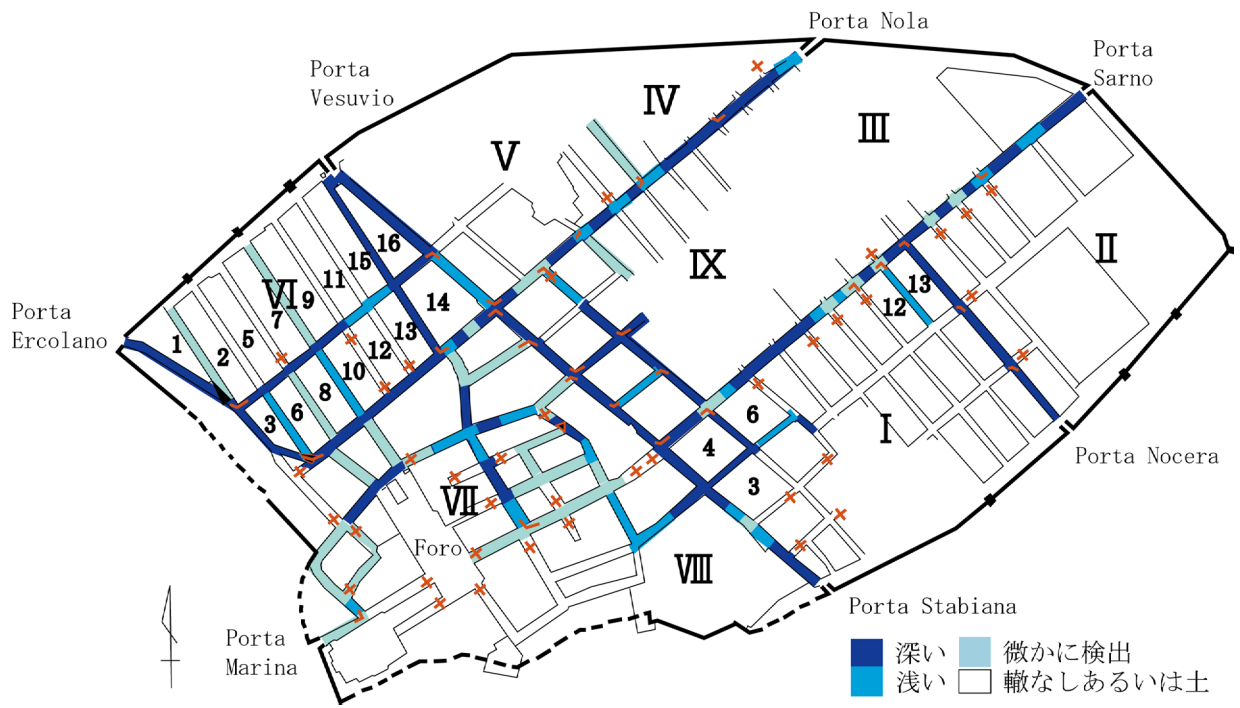 Porta Nola
Porta
Sarno
Porta
Vesuvio
Ⅳ
Ⅲ
Ⅴ
16
15
Ⅱ
11
Ⅸ
Ⅵ
9
7
14
13
12
Porta
Ercolano
1
2
5
13
12
10
8
6
3
6
4
Ⅰ
3
Porta Nocera
Ⅶ
Foro
Ⅷ
Porta Stabiana
Porta
Marina
深い
微かに検出
浅い
轍なしあるいは土